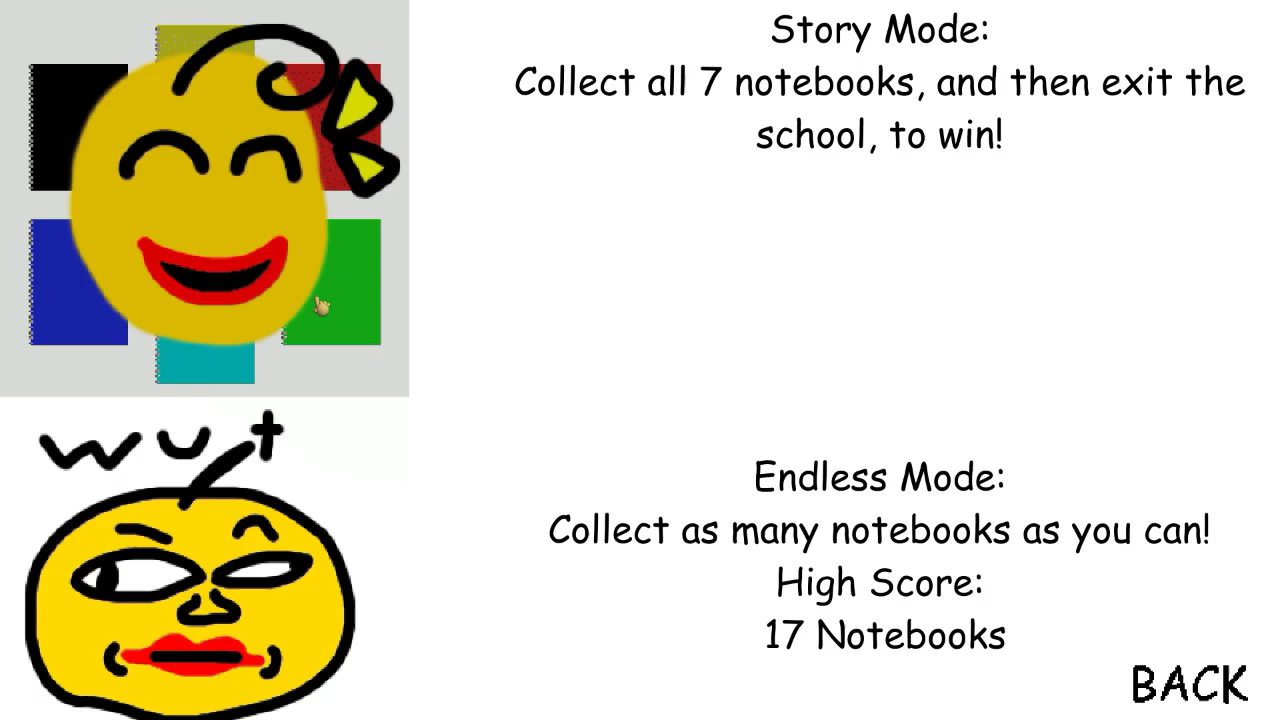 Story Mode:
Collect all 7 notebooks, and then exit the
school, to win!
wut
Endless Mode:
Collect as many notebooks as you can!
High Score:
17 Notebooks
BACK